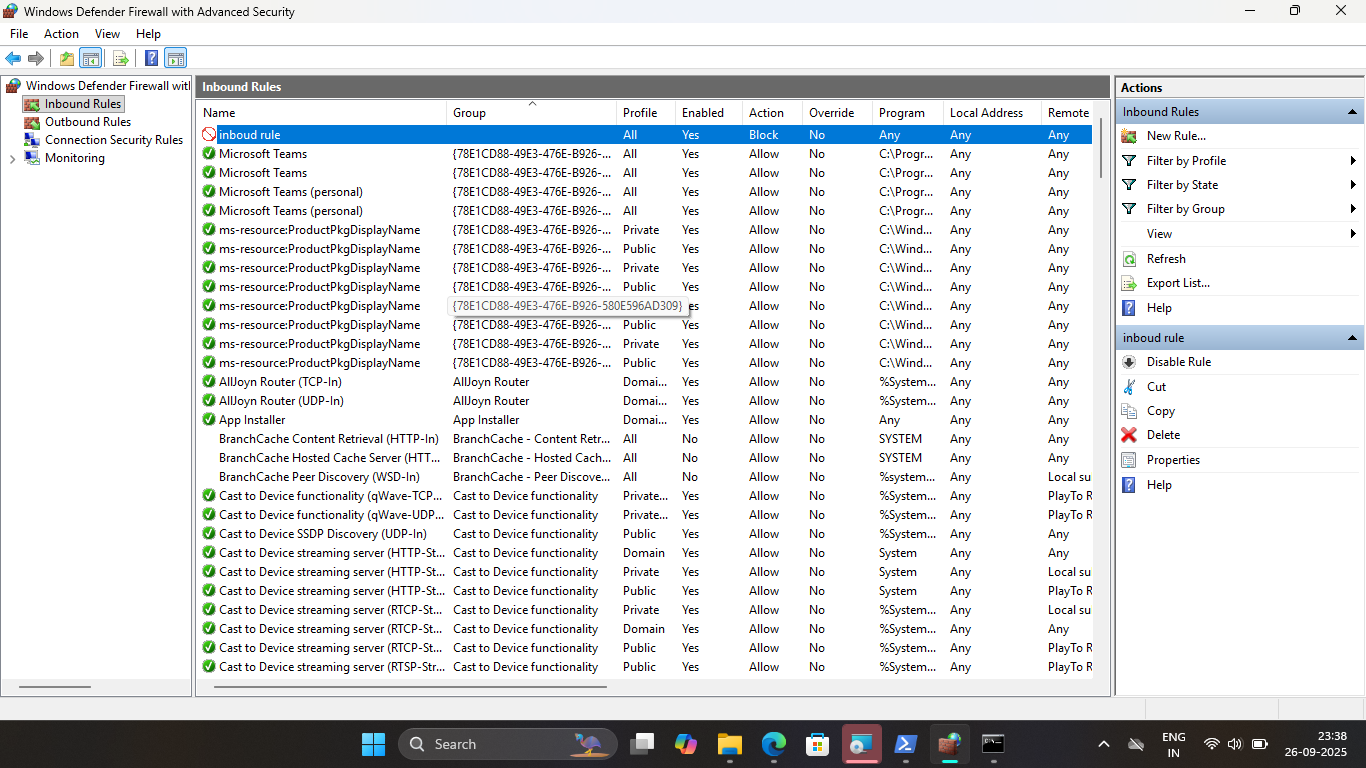 Windows Defender Firewall with Advanced Security
File Action View Help
Windows Defender Firewall witl
Inbound Rules
Outbound Rules
Connection Security Rules
Monitoring
Inbound Rules
Name Group Profile Enabled Action Override Program Local Address Remote
inboud rule All Yes Block No Any Any Any
Microsoft Teams {78E1CD88-49E3-476E-B926-... All Yes Allow No C:\Progr... Any Any
Microsoft Teams {78E1CD88-49E3-476E-B926-... All Yes Allow No C:\Progr... Any Any
Microsoft Teams (personal) {78E1CD88-49E3-476E-B926-... All Yes Allow No C:\Progr... Any Any
Microsoft Teams (personal) {78E1CD88-49E3-476E-B926-... All Yes Allow No C:\Progr... Any Any
ms-resource:ProductPkgDisplayName {78E1CD88-49E3-476E-B926-... Private Yes Allow No C:\Wind... Any Any
ms-resource:ProductPkgDisplayName {78E1CD88-49E3-476E-B926-... Public Yes Allow No C:\Wind... Any Any
ms-resource:ProductPkgDisplayName {78E1CD88-49E3-476E-B926-... Private Yes Allow No C:\Wind... Any Any
ms-resource:ProductPkgDisplayName {78E1CD88-49E3-476E-B926-... Public Yes Allow No C:\Wind... Any Any
ms-resource:ProductPkgDisplayName {78E1CD88-49E3-476E-B926-580E596AD309} es Allow No C:\Wind... Any Any
ms-resource:ProductPkgDisplayName {78E1CD88-49E3-476E-B926-... Public Yes Allow No C:\Wind... Any Any
ms-resource:ProductPkgDisplayName {78E1CD88-49E3-476E-B926-... Private Yes Allow No C:\Wind... Any Any
ms-resource:ProductPkgDisplayName {78E1CD88-49E3-476E-B926-... Public Yes Allow No C:\Wind... Any Any
AllJoyn Router (TCP-In) AllJoyn Router Domai... Yes Allow No %System... Any Any
AllJoyn Router (UDP-In) AllJoyn Router Domai... Yes Allow No %System... Any Any
App Installer App Installer Domai... Yes Allow No Any Any Any
BranchCache Content Retrieval (HTTP-In) BranchCache - Content Retr... All No Allow No SYSTEM Any Any
BranchCache Hosted Cache Server (HTT... BranchCache - Hosted Cach... All No Allow No SYSTEM Any Any
BranchCache Peer Discovery (WSD-In) BranchCache - Peer Discove... All No Allow No %system... Any Local su
Cast to Device functionality (qWave-TCP... Cast to Device functionality Private... Yes Allow No %System... Any PlayTo R
Cast to Device functionality (qWave-UDP... Cast to Device functionality Private... Yes Allow No %System... Any PlayTo R
Cast to Device SSDP Discovery (UDP-In) Cast to Device functionality Public Yes Allow No %System... Any Any
Cast to Device streaming server (HTTP-St... Cast to Device functionality Domain Yes Allow No System Any Any
Cast to Device streaming server (HTTP-St... Cast to Device functionality Private Yes Allow No System Any Local su
Cast to Device streaming server (HTTP-St... Cast to Device functionality Public Yes Allow No System Any PlayTo R
Cast to Device streaming server (RTCP-St... Cast to Device functionality Private Yes Allow No %System... Any Local su
Cast to Device streaming server (RTCP-St... Cast to Device functionality Domain Yes Allow No %System... Any Any
Cast to Device streaming server (RTCP-St... Cast to Device functionality Public Yes Allow No %System... Any PlayTo R
Cast to Device streaming server (RTSP-Str... Cast to Device functionality Public Yes Allow No %System... Any PlayTo R
Actions
Inbound Rules
New Rule...
Filter by Profile
Filter by State
Filter by Group
View
Refresh
Export List...
Help
inboud rule
Disable Rule
Cut
Copy
Delete
Properties
Help
Search
ENG
IN
23:38
26-09-2025